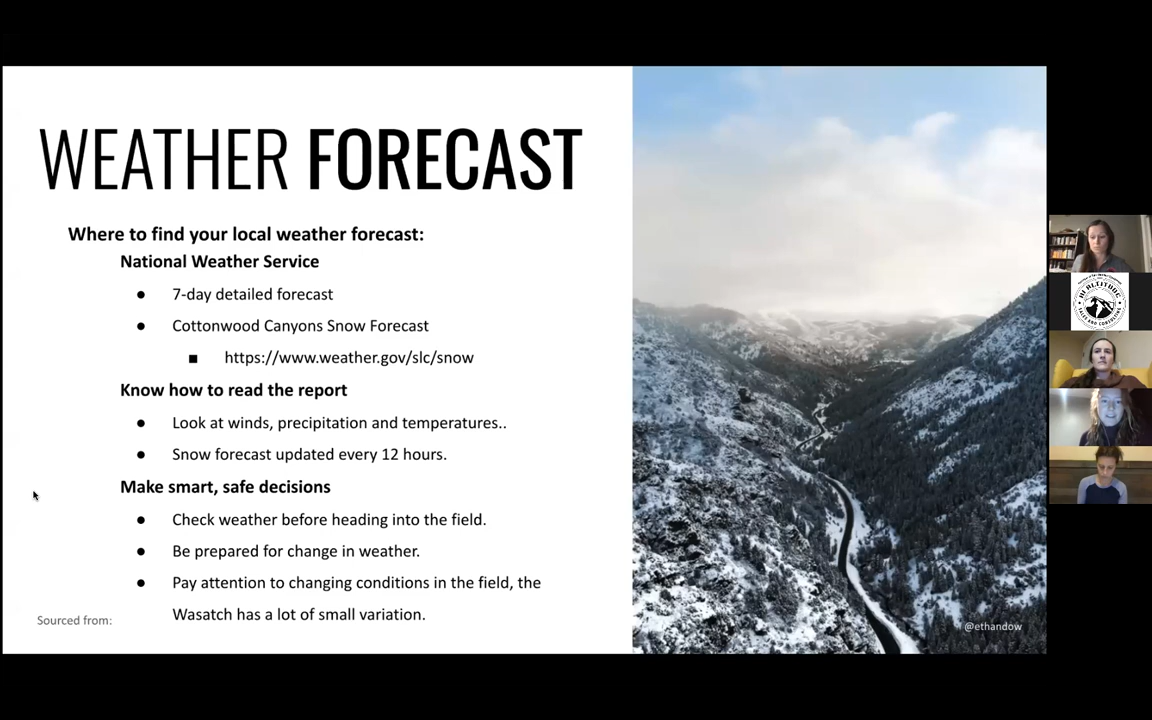 WEATHER FORECAST
Where to find your local weather forecast:
National Weather Service
● 7-day detailed forecast
● Cottonwood Canyons Snow Forecast
■ https://www.weather.gov/slc/snow
Know how to read the report
● Look at winds, precipitation and temperatures..
● Snow forecast updated every 12 hours.
Make smart, safe decisions
● Check weather before heading into the field.
● Be prepared for change in weather.
● Pay attention to changing conditions in the field, the
Wasatch has a lot of small variation.
Sourced from:
@ethandow
ALTITUDE
SALES AND CONSULTING